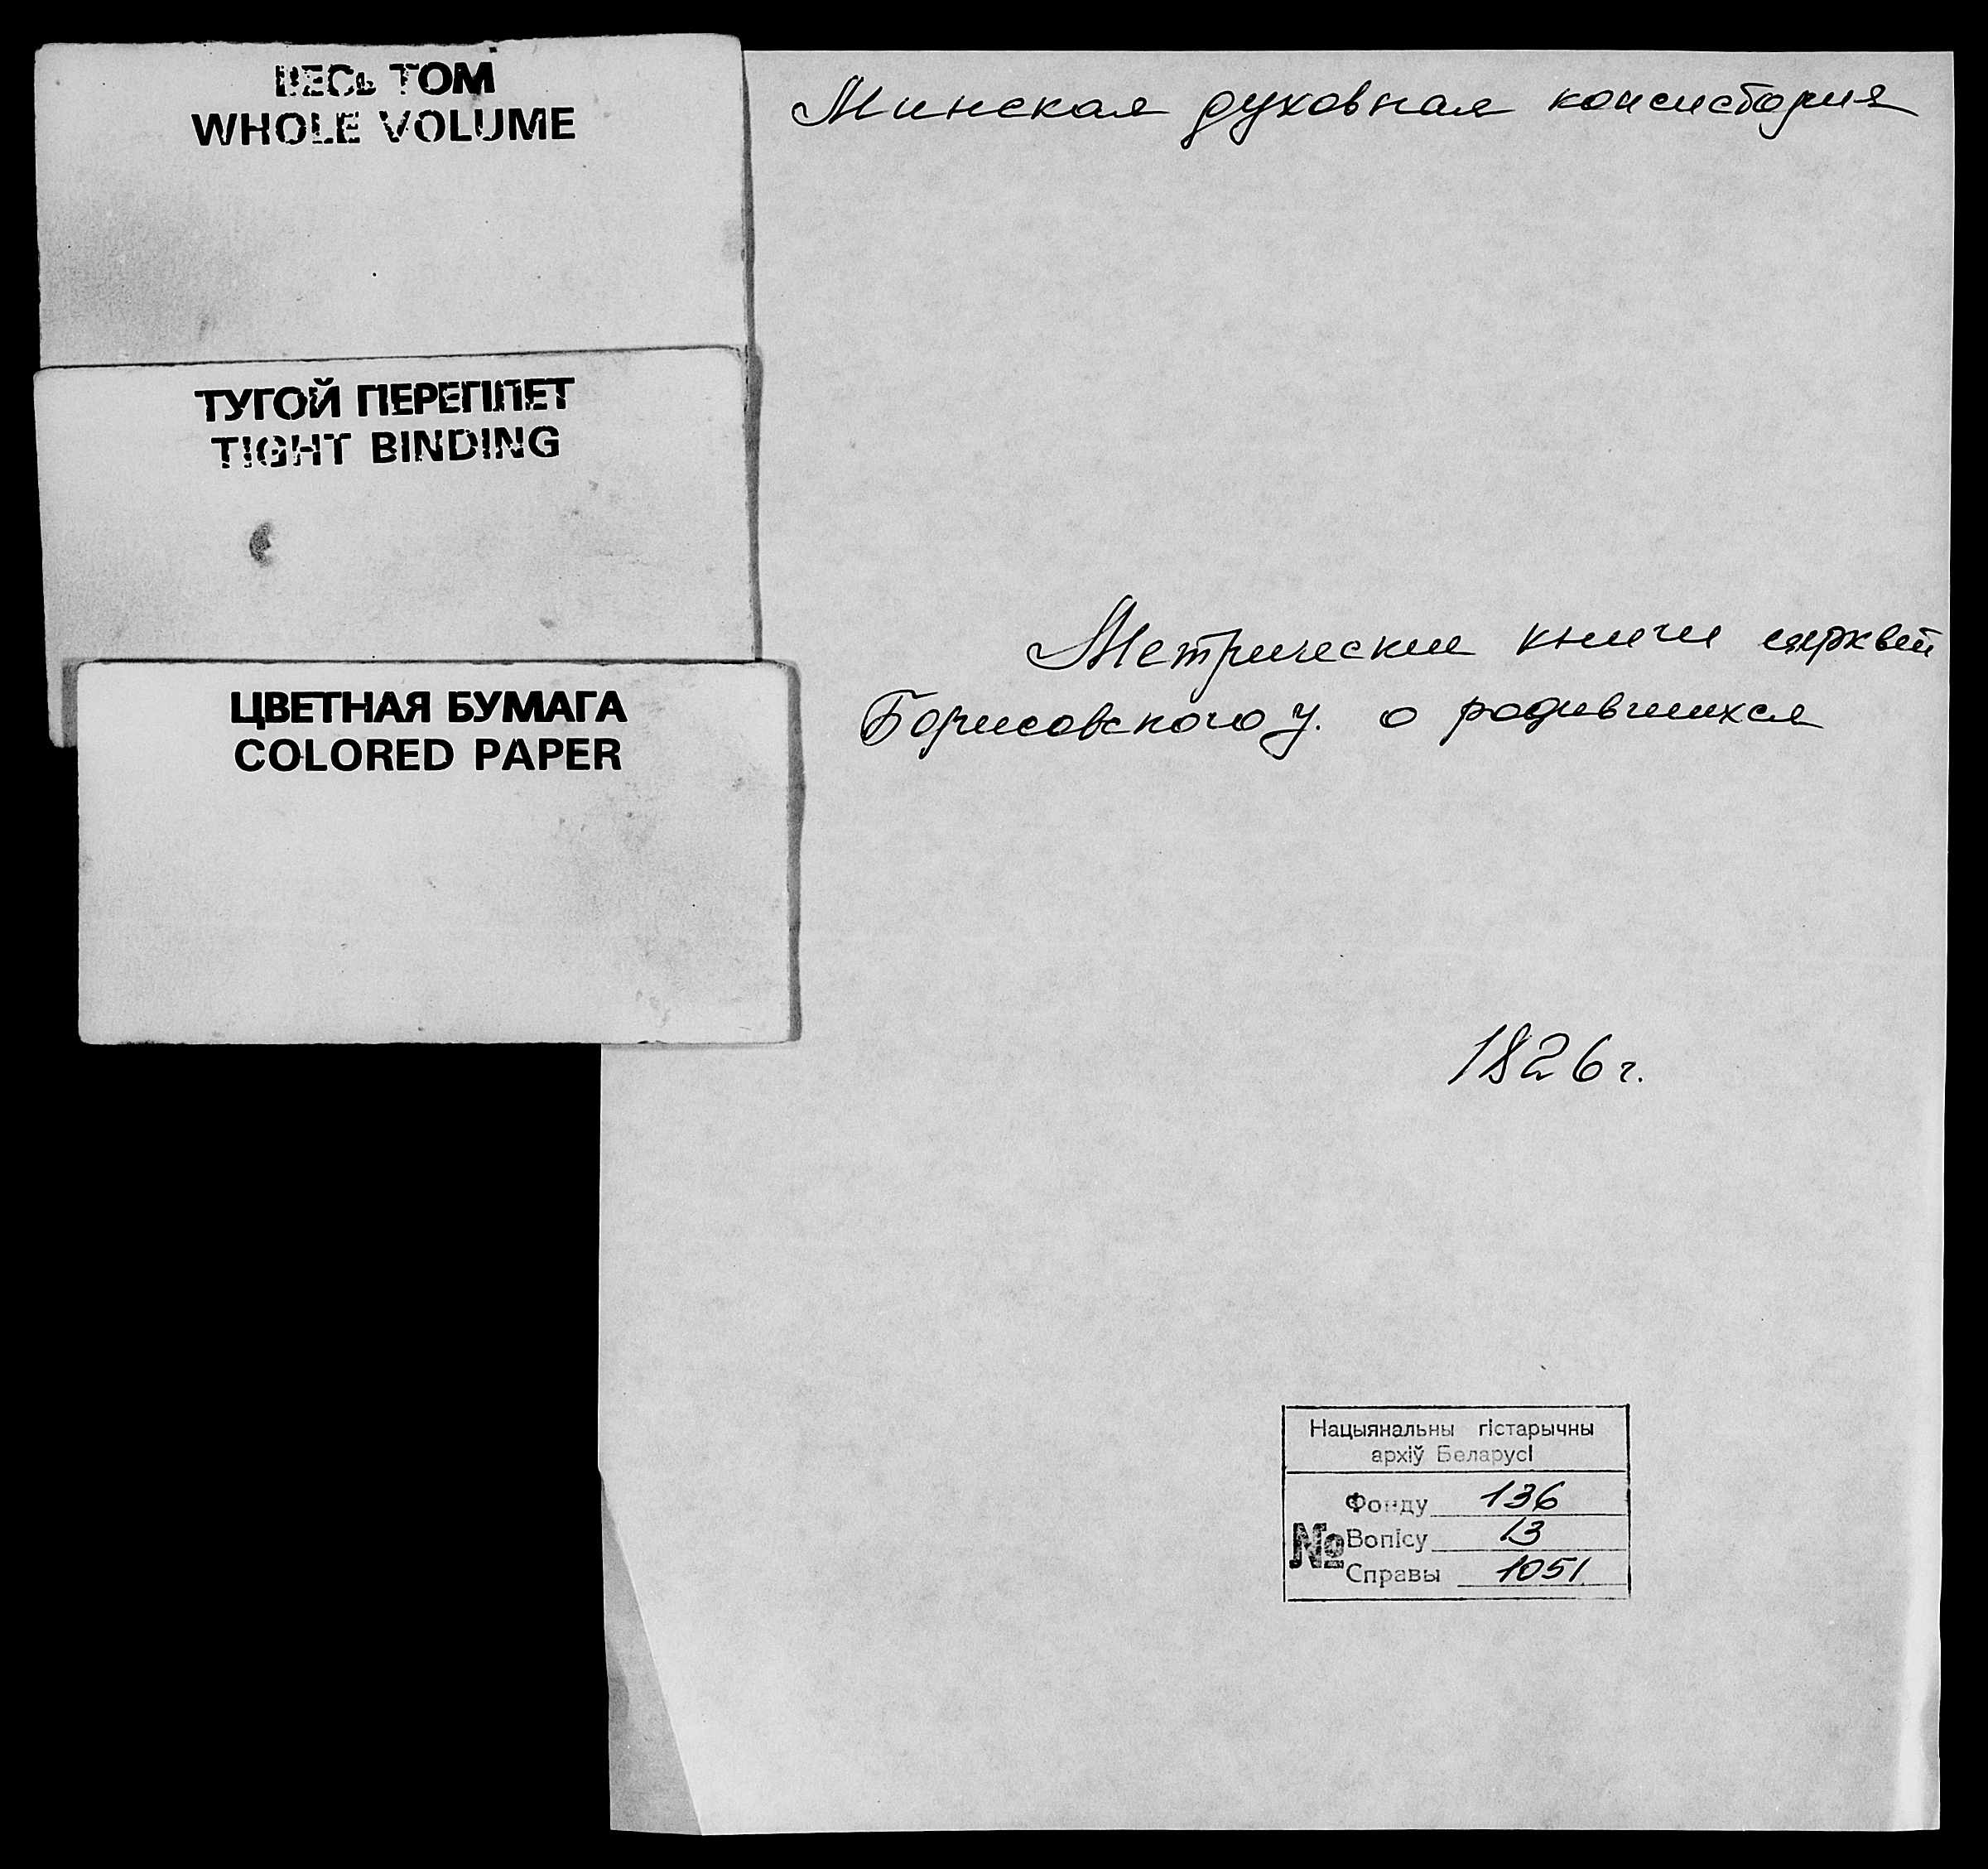 ВЕСЬ ТОМ
WHOLE VOLUME
ТУГОЙ ПЕРЕПЛЕТ
TIGHT BINDING
ЦВЕТНАЯ БУМАГА
COLORED PAPER
Минская духовная консистория
Метрические книги церквей
Борисовского у. о родившихся
1826 г.
Нацыянальны гістарычны
архіў Беларусі
№
Фонду 136
Вопісу 13
Справы 1051